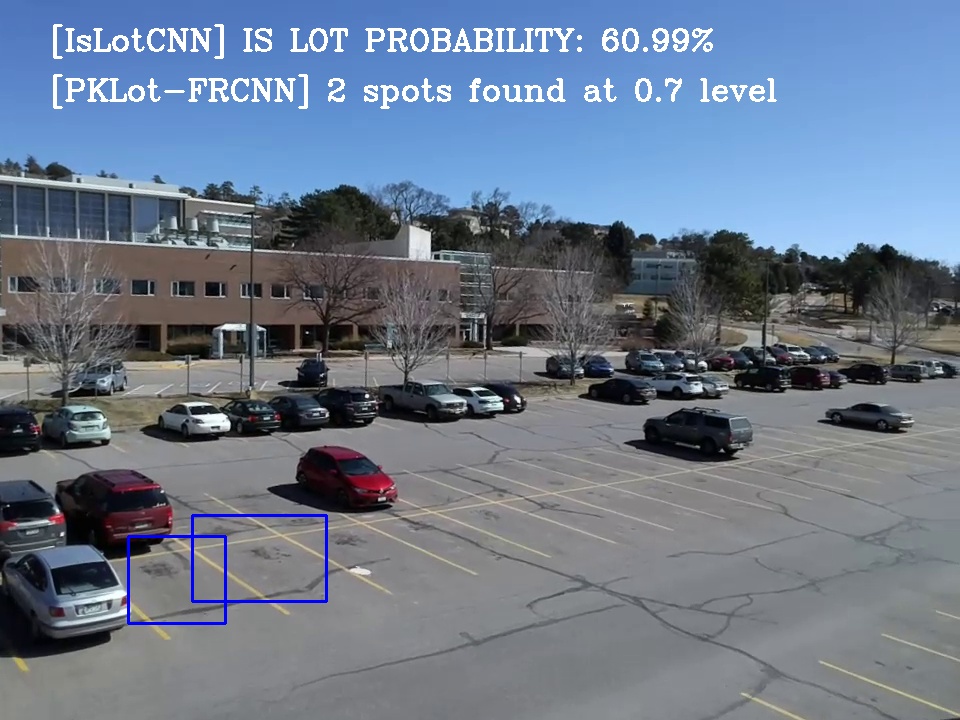 [IsLotCNN] IS LOT PROBABILITY: 60.99%
[PKLot-FRCNN] 2 spots found at 0.7 level